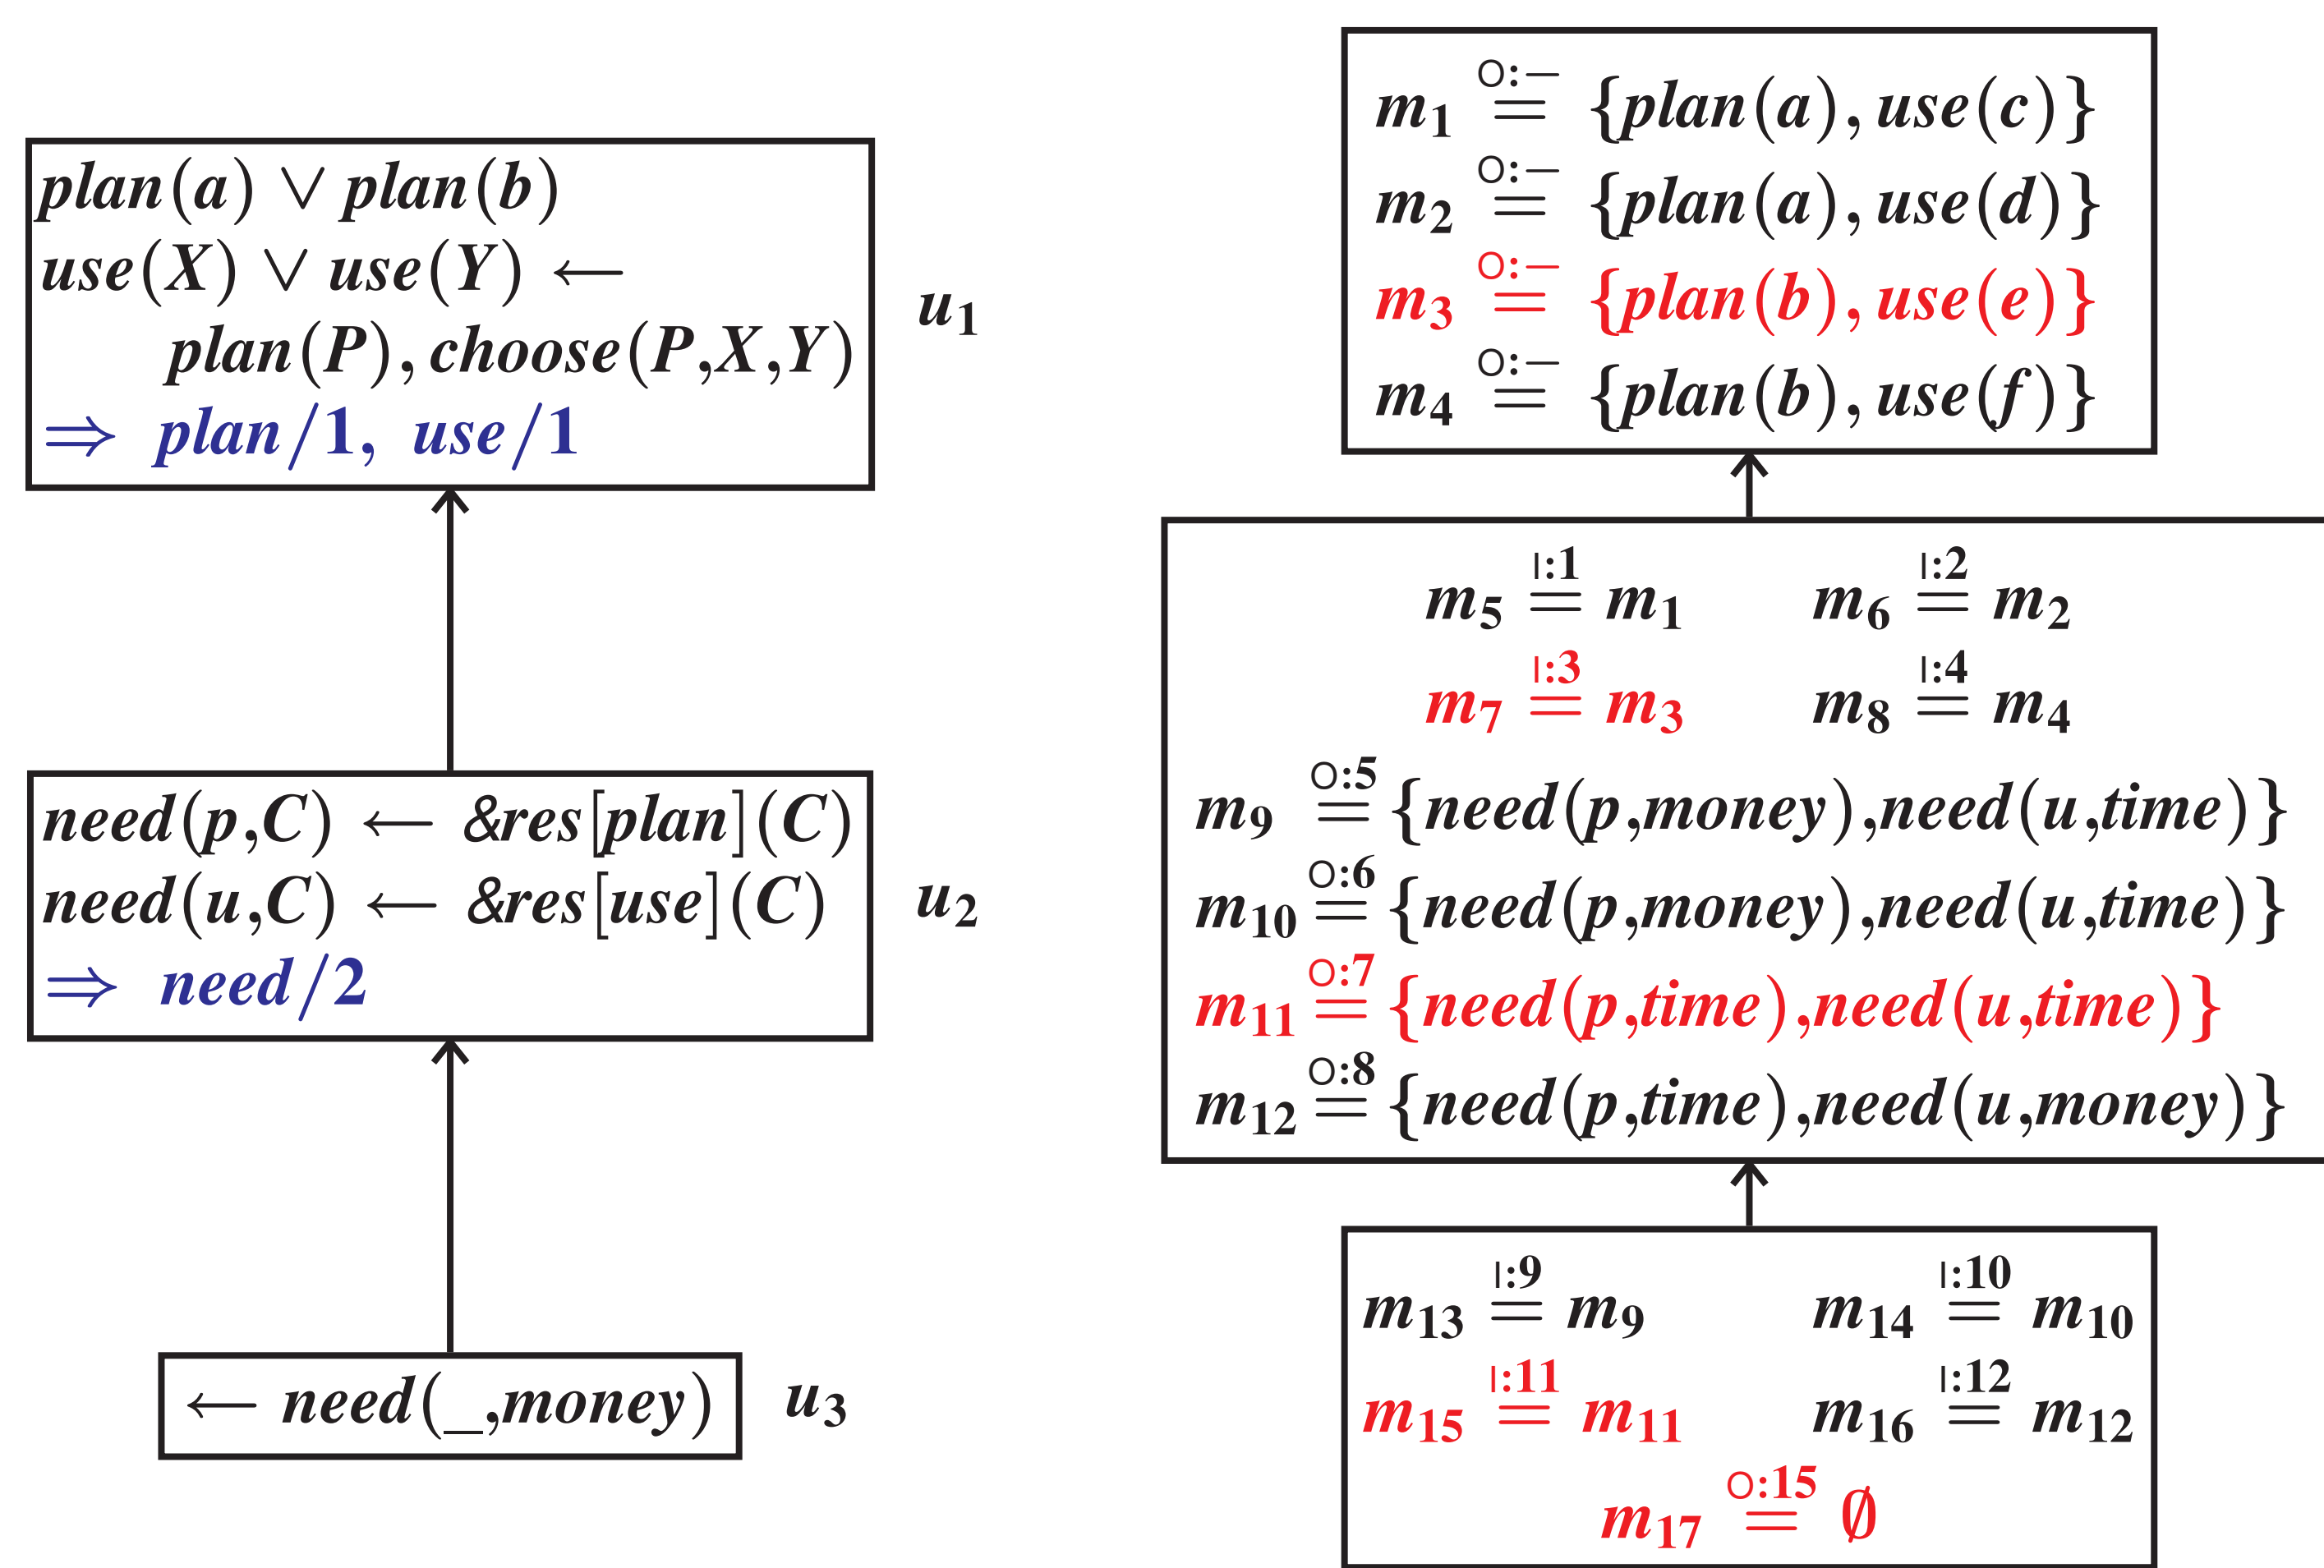 plan(a) ∨ plan(b)
use(X) ∨ use(Y) ←
plan(P), choose(P,X,Y)
⇒ plan/1, use/1
u₁
need(p,C) ← &res[plan](C)
need(u,C) ← &res[use](C)
⇒ need/2
u₂
← need(_,money)
u₃
m₁ ○:− = {plan(a), use(c)}
m₂ ○:− = {plan(a), use(d)}
m₃ ○:− = {plan(b), use(e)}
m₄ ○:− = {plan(b), use(f)}
m₅ |:1 = m₁ m₆ |:2 = m₂
m₇ |:3 = m₃ m₈ |:4 = m₄
m₉ ○:5 = {need(p,money),need(u,time)}
m₁₀ ○:6 = {need(p,money),need(u,time)}
m₁₁ ○:7 = {need(p,time),need(u,time)}
m₁₂ ○:8 = {need(p,time),need(u,money)}
m₁₃ |:9 = m₉ m₁₄ |:10 = m₁₀
m₁₅ |:11 = m₁₁ m₁₆ |:12 = m₁₂
m₁₇ ○:15 = ∅